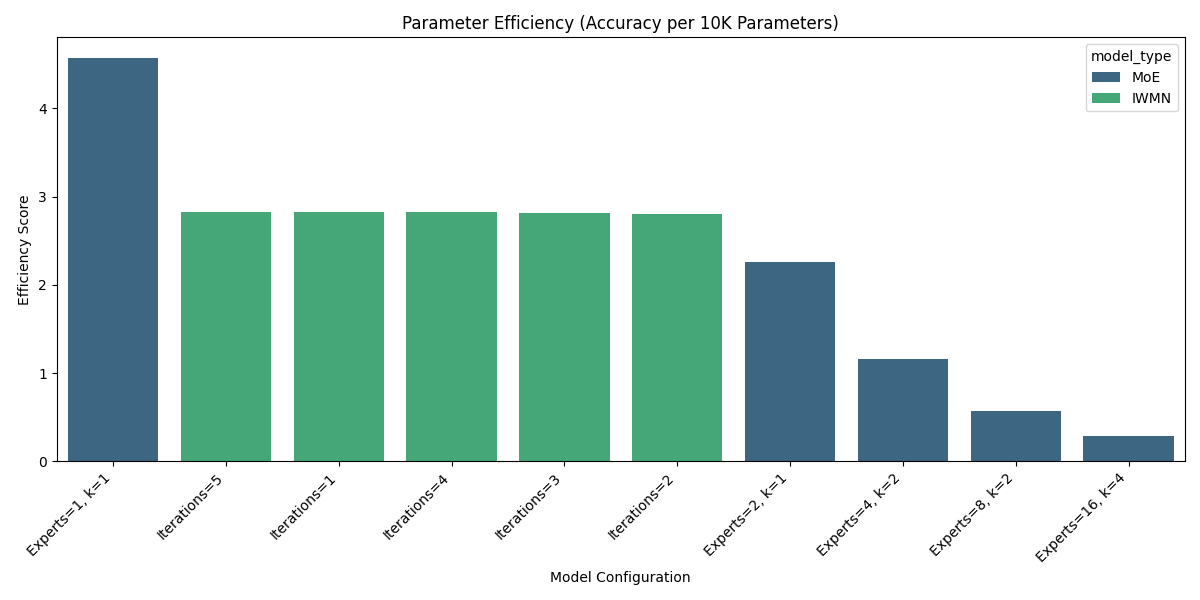 Parameter Efficiency (Accuracy per 10K Parameters)
model_type
MoE
IWMN
Efficiency Score
4
3
2
1
0
Experts=1, k=1
Iterations=5
Iterations=1
Iterations=4
Iterations=3
Iterations=2
Experts=2, k=1
Experts=4, k=2
Experts=8, k=2
Experts=16, k=4
Model Configuration